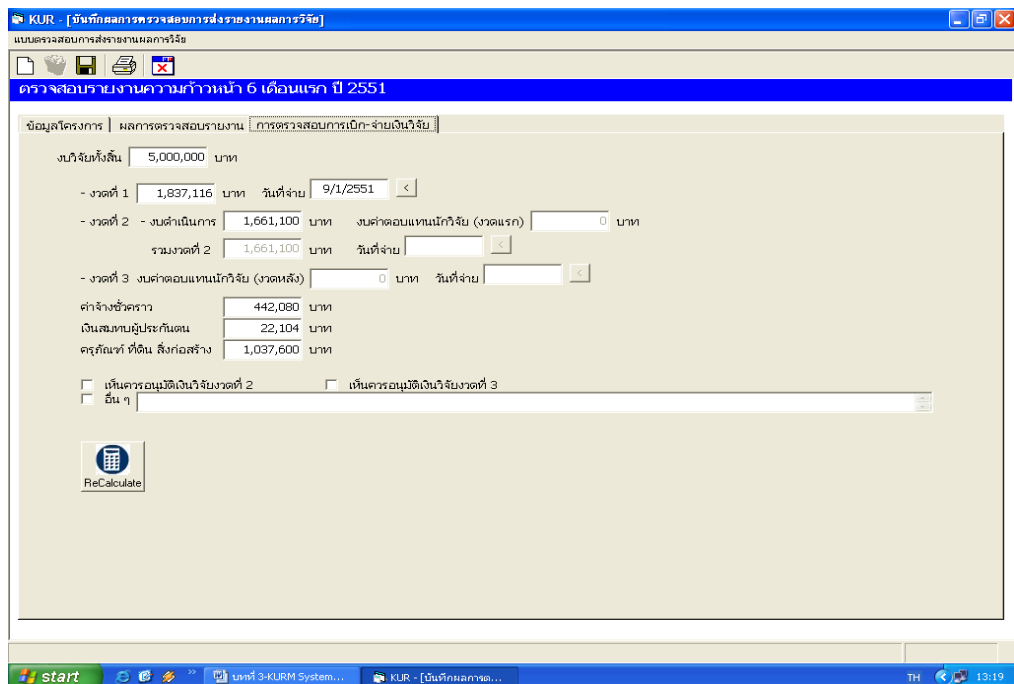 KUR - [บันทึกผลการตรวจสอบการส่งรายงานผลการวิจัย]
แบบตรวจสอบการส่งรายงานผลการวิจัย
ตรวจสอบรายงานความก้าวหน้า 6 เดือนแรก ปี 2551
ข้อมูลโครงการ ผลการตรวจสอบรายงาน การตรวจสอบการเบิก-จ่ายเงินวิจัย
งบวิจัยทั้งสิ้น 5,000,000 บาท
- งวดที่ 1 1,837,116 บาท วันที่จ่าย 9/1/2551 <
- งวดที่ 2 - งบดำเนินการ 1,661,100 บาท งบค่าตอบแทนนักวิจัย (งวดแรก) 0 บาท
รวมงวดที่ 2 1,661,100 บาท วันที่จ่าย <
- งวดที่ 3 งบค่าตอบแทนนักวิจัย (งวดหลัง) 0 บาท วันที่จ่าย <
ค่าจ้างชั่วคราว 442,080 บาท
เงินสมทบผู้ประกันตน 22,104 บาท
ครุภัณฑ์ ที่ดิน สิ่งก่อสร้าง 1,037,600 บาท
เห็นควรอนุมัติเงินวิจัยงวดที่ 2 เห็นควรอนุมัติเงินวิจัยงวดที่ 3
อื่น ๆ
ReCalculate
start บทที่ 3-KURM System... KUR - [บันทึกผลการต... TH 13:19